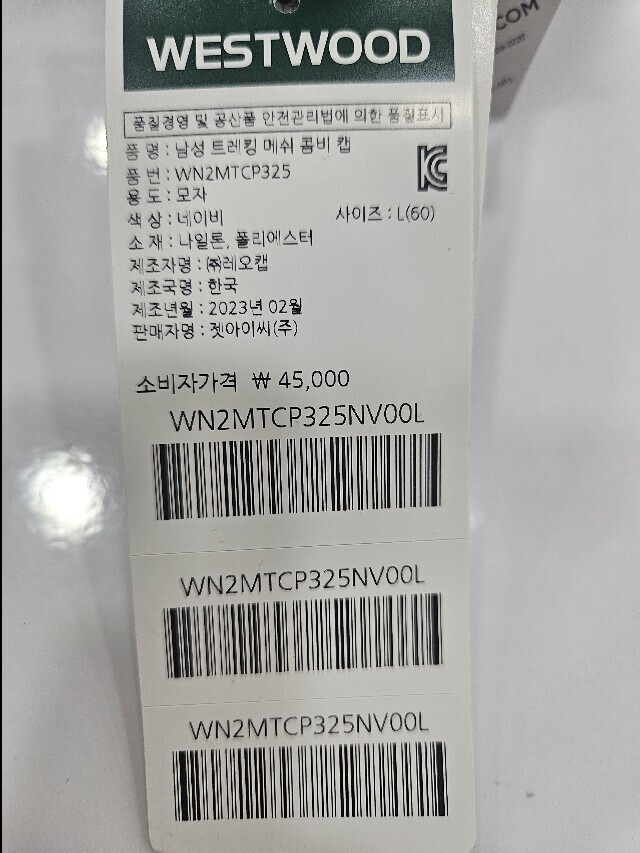 WESTWOOD
품질경영 및 공산품 안전관리법에 의한 품질표시
품 명 : 남성 트레킹 메쉬 콤비 캡
품 번 : WN2MTCP325
용 도 : 모자
색 상 : 네이비 사이즈 : L(60)
소 재 : 나일론, 폴리에스터
제조자명 : ㈜레오캡
제조국명 : 한국
제조년월 : 2023년 02월
판매자명 : 젯아이씨(주)
소비자가격 ₩ 45,000
WN2MTCP325NV00L
WN2MTCP325NV00L
WN2MTCP325NV00L
.COM